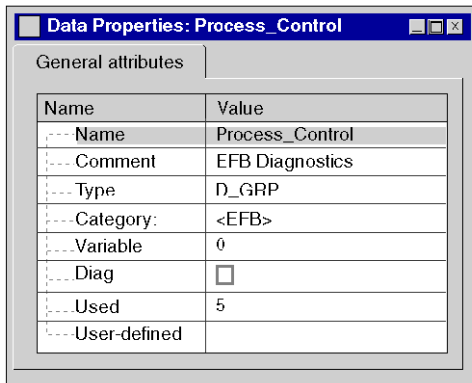 Data Properties: Process_Control
General attributes
Name Value
Name Process_Control
Comment EFB Diagnostics
Type D_GRP
Category: <EFB>
Variable 0
Diag
Used 5
User-defined